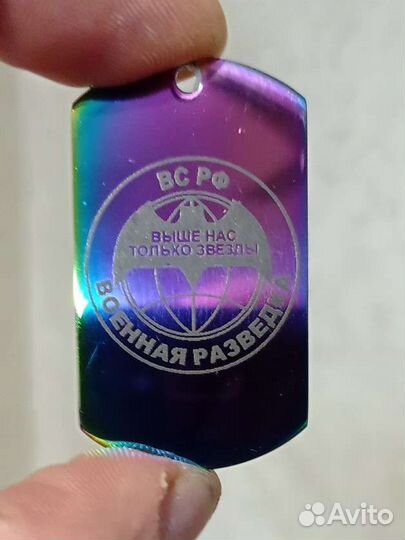 ВС РФ
ВЫШЕ НАС
ТОЛЬКО ЗВЕЗДЫ
ВОЕННАЯ РАЗВЕДКА
Avito